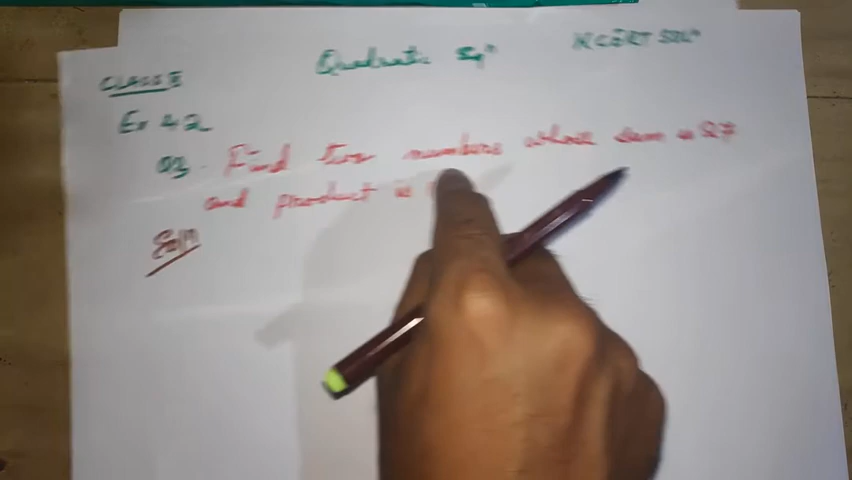 Quadratic Eqn NCERT SOLn
CLASS X
Ex 4.2
Q3. Find two numbers whose sum is 27
and product is
Soln